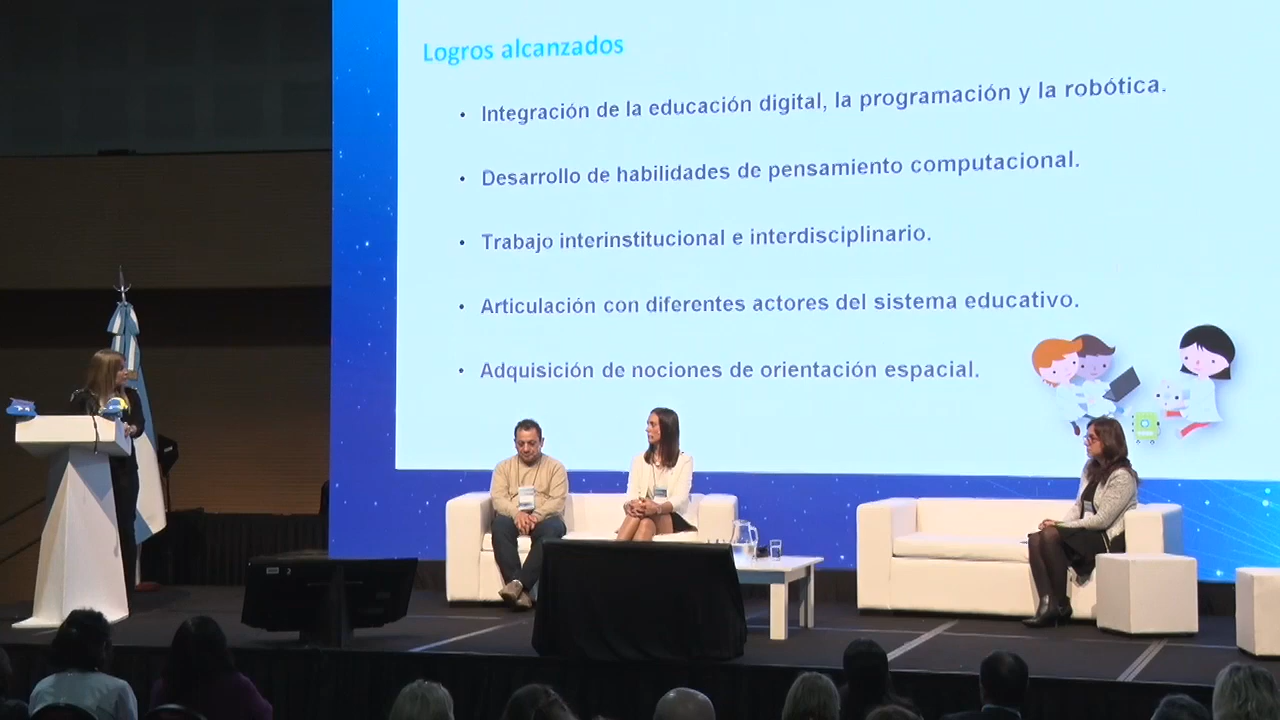 Logros alcanzados
• Integración de la educación digital, la programación y la robótica.
• Desarrollo de habilidades de pensamiento computacional.
• Trabajo interinstitucional e interdisciplinario.
• Articulación con diferentes actores del sistema educativo.
• Adquisición de nociones de orientación espacial.